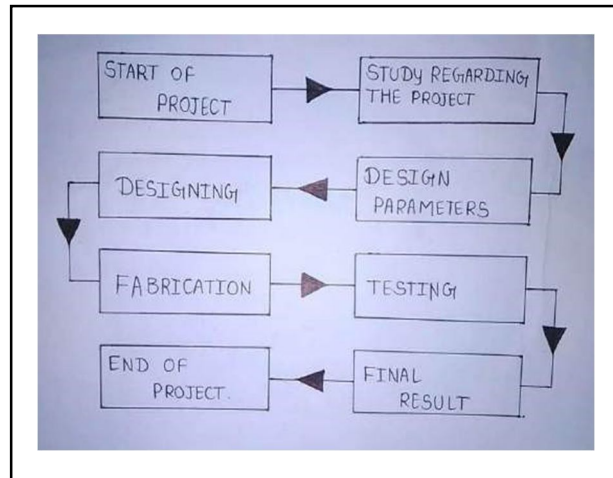 START OF
PROJECT
STUDY REGARDING
THE PROJECT
DESIGN
PARAMETERS
DESIGNING
FABRICATION
TESTING
FINAL
RESULT
END OF
PROJECT.